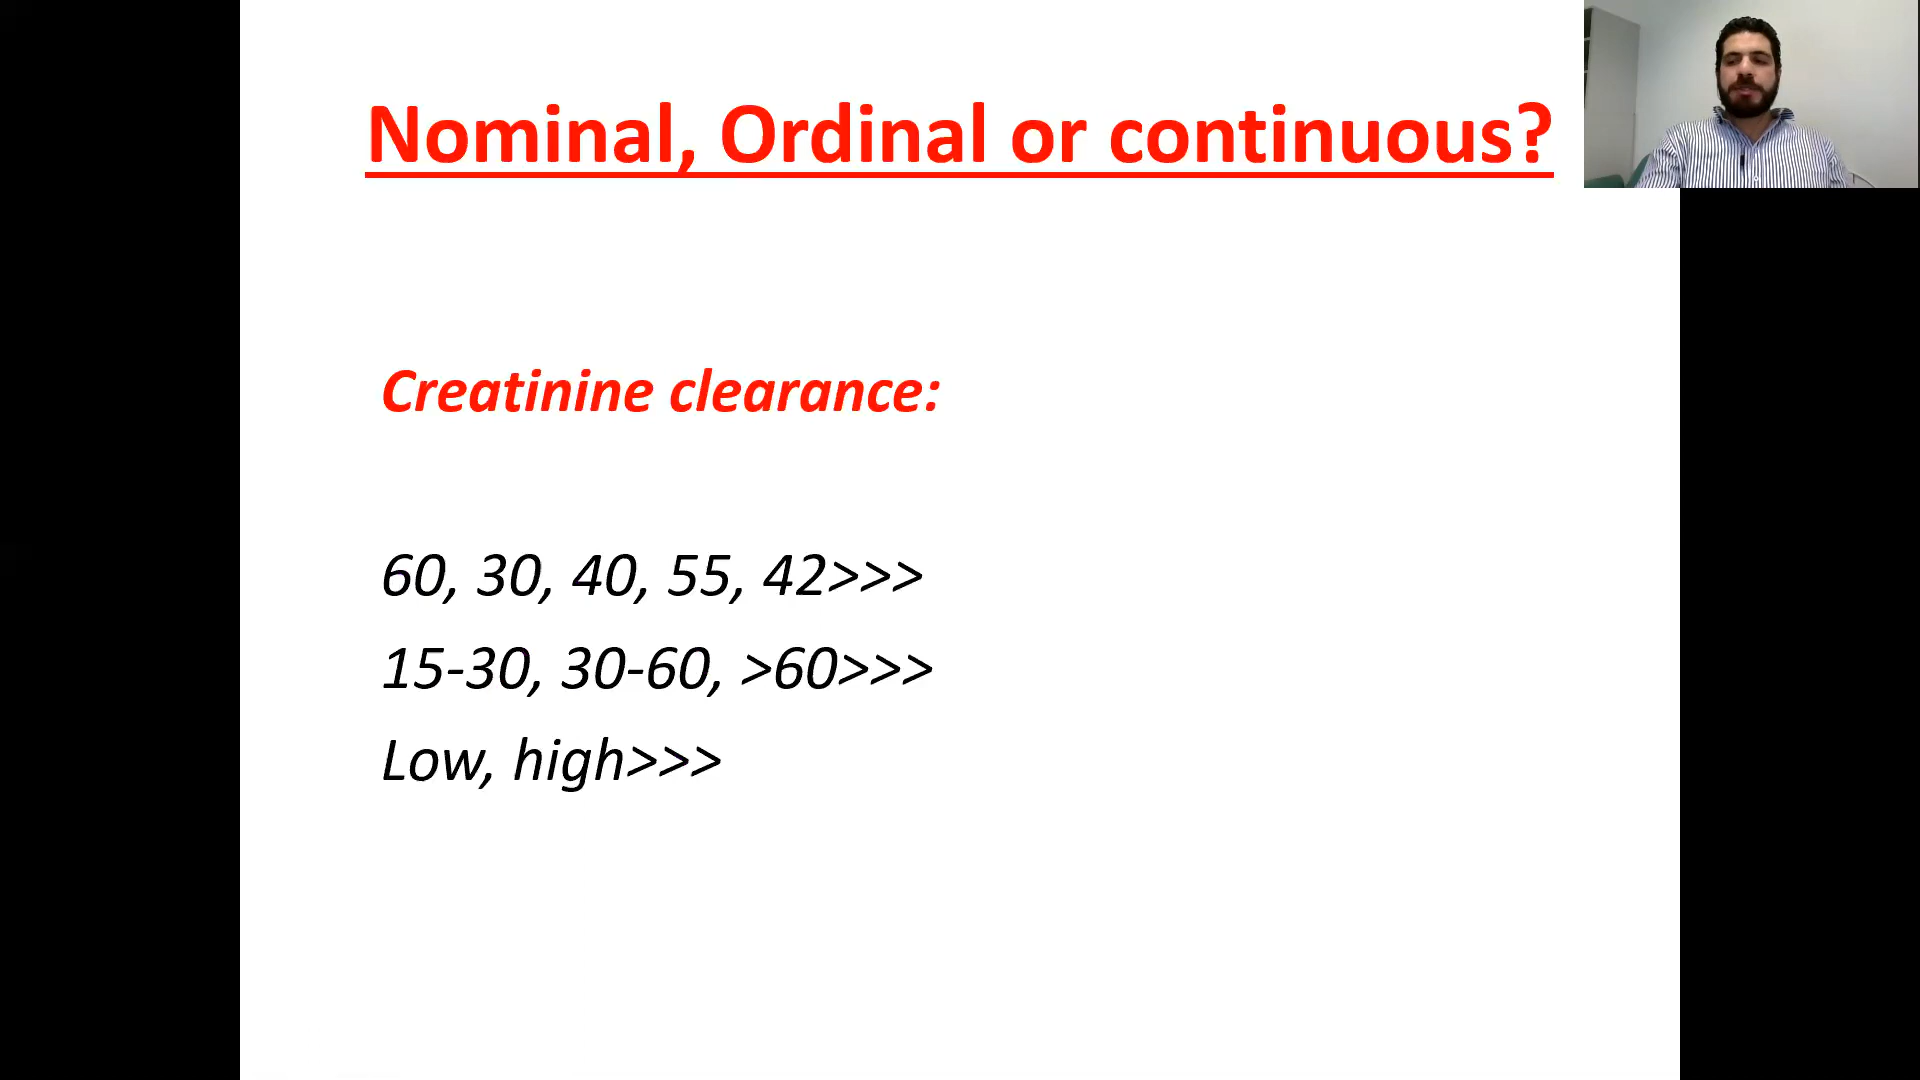 Nominal, Ordinal or continuous?
Creatinine clearance:
60, 30, 40, 55, 42>>>
15-30, 30-60, >60>>>
Low, high>>>